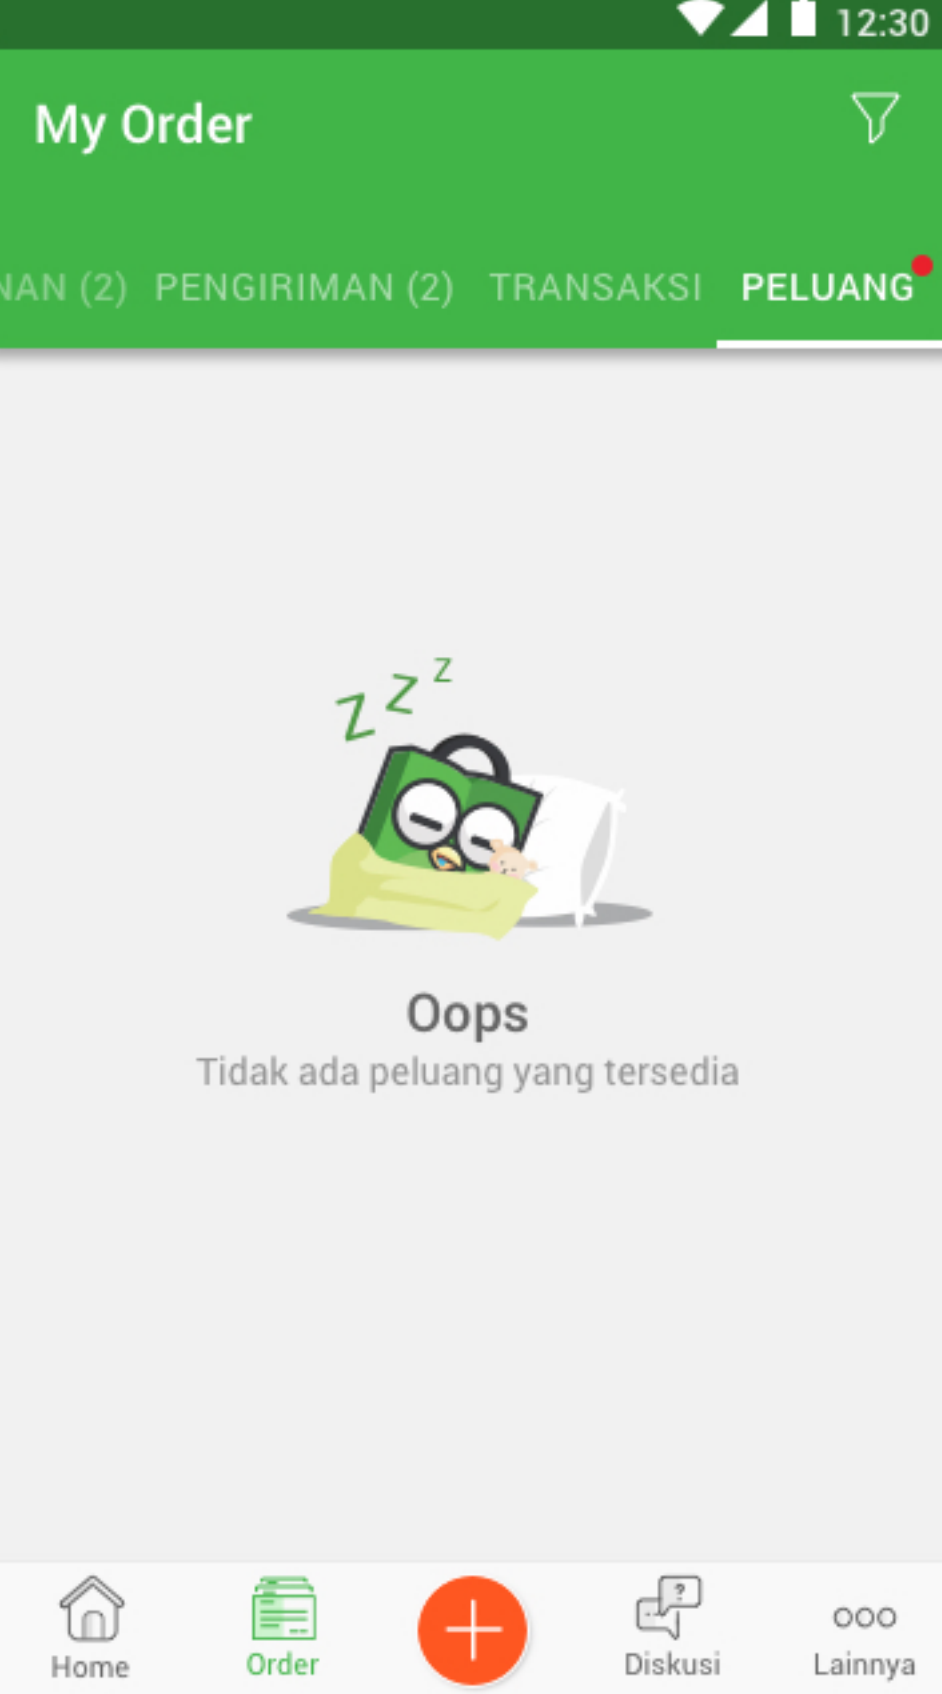 12:30
My Order
NAN (2) PENGIRIMAN (2) TRANSAKSI PELUANG
z z z
Oops
Tidak ada peluang yang tersedia
?
Home Order Diskusi Lainnya